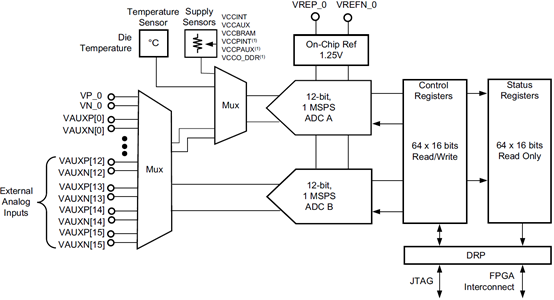 Temperature
Sensor
Supply
Sensors
VCCINT
VCCAUX
VCCBRAM
VCCPINT(1)
VCCPAUX(1)
VCCO_DDR(1)
VREP_0
VREFN_0
Die
Temperature
°C
On-Chip Ref
1.25V
Mux
12-bit,
1 MSPS
ADC A
Control
Registers
Status
Registers
VP_0
VN_0
VAUXP[0]
VAUXN[0]
VAUXP[12]
VAUXN[12]
VAUXP[13]
VAUXN[13]
VAUXP[14]
VAUXN[14]
VAUXP[15]
VAUXN[15]
External
Analog
Inputs
Mux
12-bit,
1 MSPS
ADC B
64 x 16 bits
Read/Write
64 x 16 bits
Read Only
DRP
JTAG
FPGA
Interconnect